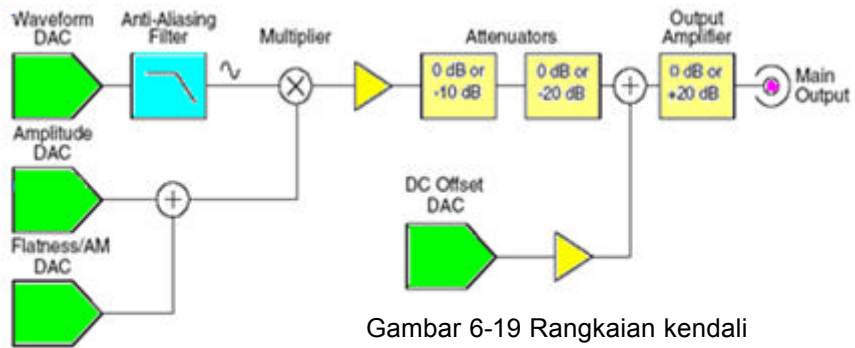 Waveform
DAC
Anti-Aliasing
Filter
Multiplier
Attenuators
Output
Amplifier
0 dB or
-10 dB
0 dB or
-20 dB
0 dB or
+20 dB
Main
Output
Amplitude
DAC
DC Offset
DAC
Flatness/AM
DAC
Gambar 6-19 Rangkaian kendali